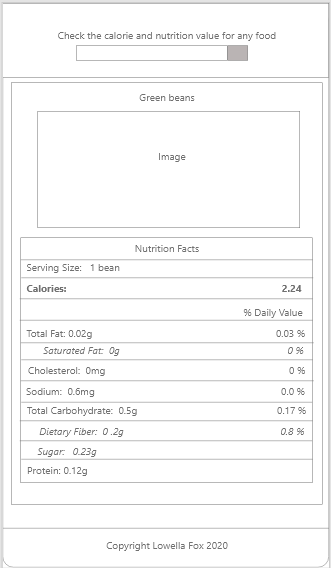 Check the calorie and nutrition value for any food
Green beans
Image
Nutrition Facts
Serving Size: 1 bean
Calories: 2.24
% Daily Value
Total Fat: 0.02g 0.03 %
Saturated Fat: 0g 0 %
Cholesterol: 0mg 0 %
Sodium: 0.6mg 0.0 %
Total Carbohydrate: 0.5g 0.17 %
Dietary Fiber: 0 .2g 0.8 %
Sugar: 0.23g
Protein: 0.12g
Copyright Lowella Fox 2020